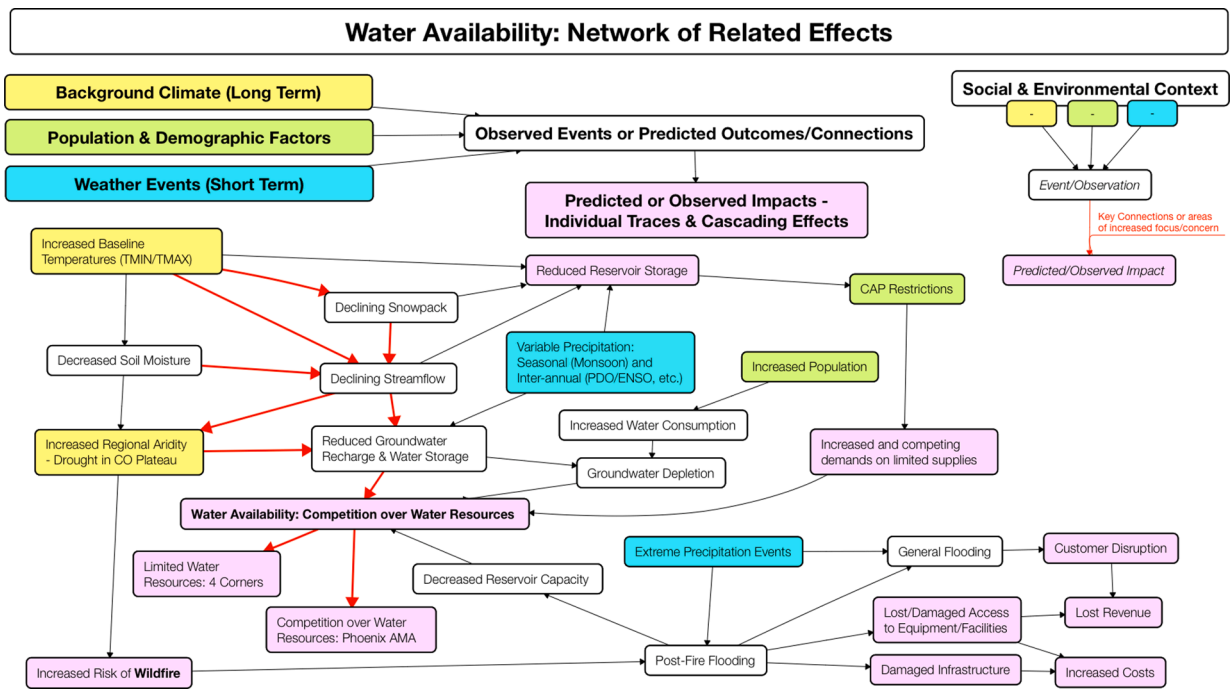 Water Availability: Network of Related Effects
Background Climate (Long Term)
Population & Demographic Factors
Weather Events (Short Term)
Observed Events or Predicted Outcomes/Connections
Predicted or Observed Impacts -
Individual Traces & Cascading Effects
Social & Environmental Context
-
-
-
Event/Observation
Key Connections or areas
of increased focus/concern
Predicted/Observed Impact
Increased Baseline
Temperatures (TMIN/TMAX)
Reduced Reservoir Storage
CAP Restrictions
Declining Snowpack
Decreased Soil Moisture
Declining Streamflow
Variable Precipitation:
Seasonal (Monsoon) and
Inter-annual (PDO/ENSO, etc.)
Increased Population
Increased Water Consumption
Increased Regional Aridity
- Drought in CO Plateau
Reduced Groundwater
Recharge & Water Storage
Groundwater Depletion
Increased and competing
demands on limited supplies
Water Availability: Competition over Water Resources
Limited Water
Resources: 4 Corners
Competition over Water
Resources: Phoenix AMA
Decreased Reservoir Capacity
Extreme Precipitation Events
General Flooding
Customer Disruption
Lost/Damaged Access
to Equipment/Facilities
Lost Revenue
Increased Risk of Wildfire
Post-Fire Flooding
Damaged Infrastructure
Increased Costs